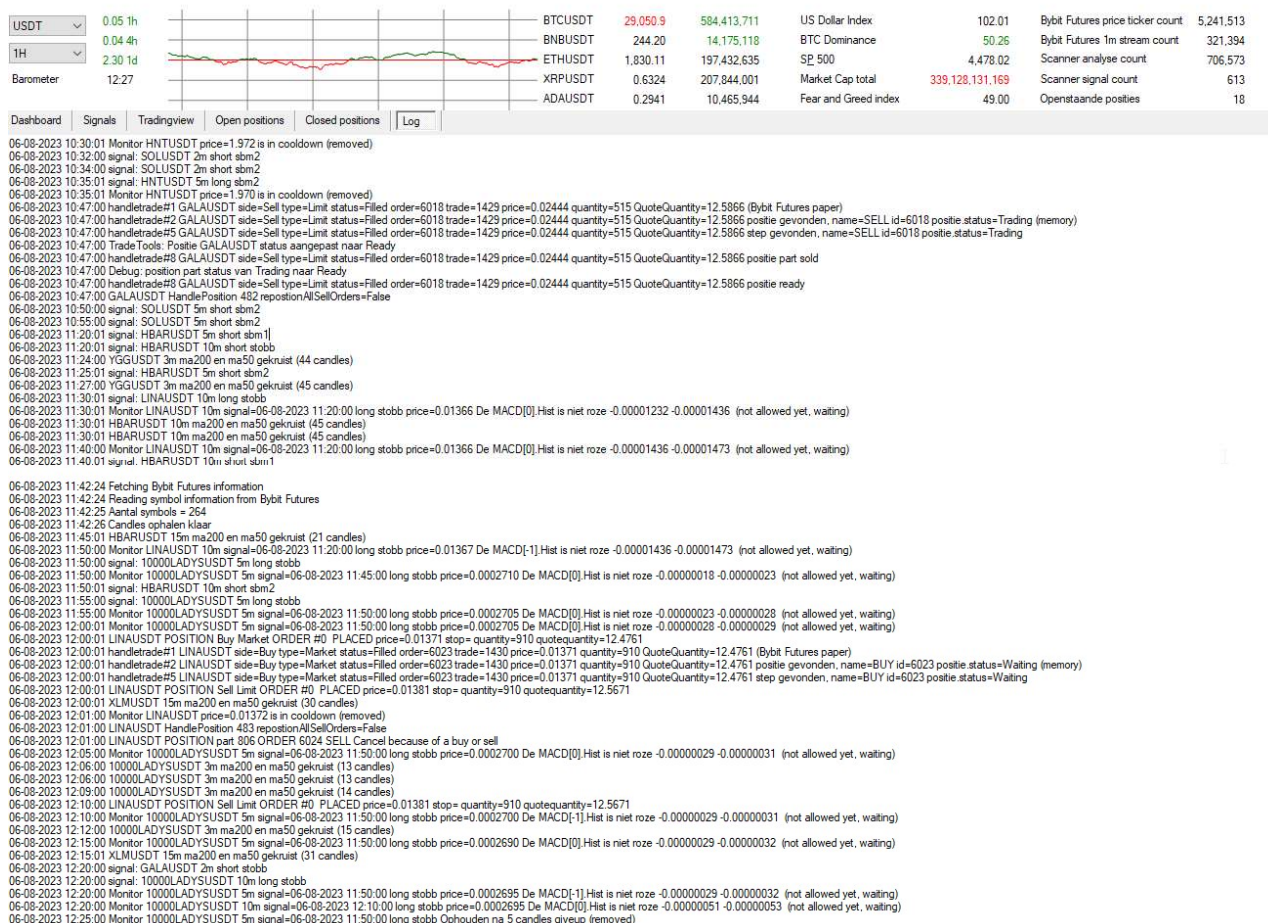 USDT 0.05 1h BTCUSDT 29,050.9 584,413,711 US Dollar Index 102.01 Bybit Futures price ticker count 5,241,513
0.04 4h BNBUSDT 244.20 14,175,118 BTC Dominance 50.26 Bybit Futures 1m stream count 321,394
1H 2.30 1d ETHUSDT 1,830.11 197,432,635 SP 500 4,478.02 Scanner analyse count 706,573
Barometer 12:27 XRPUSDT 0.6324 207,844,001 Market Cap total 339,128,131,169 Scanner signal count 613
ADAUSDT 0.2941 10,465,944 Fear and Greed index 49.00 Openstaande posities 18
Dashboard Signals Tradingview Open positions Closed positions Log
06-08-2023 10:30:01 Monitor HNTUSDT price=1.972 is in cooldown (removed)
06-08-2023 10:32:00 signal: SOLUSDT 2m short sbm2
06-08-2023 10:34:00 signal: SOLUSDT 2m short sbm2
06-08-2023 10:35:01 signal: HNTUSDT 5m long sbm2
06-08-2023 10:35:01 Monitor HNTUSDT price=1.970 is in cooldown (removed)
06-08-2023 10:47:00 handletrade#1 GALAUSDT side=Sell type=Limit status=Filled order=6018 trade=1429 price=0.02444 quantity=515 QuoteQuantity=12.5866 (Bybit Futures paper)
06-08-2023 10:47:00 handletrade#2 GALAUSDT side=Sell type=Limit status=Filled order=6018 trade=1429 price=0.02444 quantity=515 QuoteQuantity=12.5866 positie gevonden, name=SELL id=6018 positie.status=Trading (memory)
06-08-2023 10:47:00 handletrade#5 GALAUSDT side=Sell type=Limit status=Filled order=6018 trade=1429 price=0.02444 quantity=515 QuoteQuantity=12.5866 step gevonden, name=SELL id=6018 positie.status=Trading
06-08-2023 10:47:00 TradeTools: Positie GALAUSDT status aangepast naar Ready
06-08-2023 10:47:00 handletrade#8 GALAUSDT side=Sell type=Limit status=Filled order=6018 trade=1429 price=0.02444 quantity=515 QuoteQuantity=12.5866 positie part sold
06-08-2023 10:47:00 Debug: position part status van Trading naar Ready
06-08-2023 10:47:00 handletrade#8 GALAUSDT side=Sell type=Limit status=Filled order=6018 trade=1429 price=0.02444 quantity=515 QuoteQuantity=12.5866 positie ready
06-08-2023 10:47:00 GALAUSDT HandlePosition 482 repostionAllSellOrders=False
06-08-2023 10:50:00 signal: SOLUSDT 5m short sbm2
06-08-2023 10:55:00 signal: SOLUSDT 5m short sbm2
06-08-2023 11:20:01 signal: HBARUSDT 5m short sbm1
06-08-2023 11:20:01 signal: HBARUSDT 10m short stobb
06-08-2023 11:24:00 YGGUSDT 3m ma200 en ma50 gekruist (44 candles)
06-08-2023 11:25:01 signal: HBARUSDT 5m short sbm2
06-08-2023 11:27:00 YGGUSDT 3m ma200 en ma50 gekruist (45 candles)
06-08-2023 11:30:01 signal: LINAUSDT 10m long stobb
06-08-2023 11:30:01 Monitor LINAUSDT 10m signal=06-08-2023 11:20:00 long stobb price=0.01366 De MACD[0].Hist is niet roze -0.00001232 -0.00001436 (not allowed yet, waiting)
06-08-2023 11:30:01 HBARUSDT 10m ma200 en ma50 gekruist (45 candles)
06-08-2023 11:30:01 HBARUSDT 10m ma200 en ma50 gekruist (45 candles)
06-08-2023 11:40:00 Monitor LINAUSDT 10m signal=06-08-2023 11:20:00 long stobb price=0.01366 De MACD[0].Hist is niet roze -0.00001436 -0.00001473 (not allowed yet, waiting)
06-08-2023 11:40:01 signal: HBARUSDT 10m short sbm1
06-08-2023 11:42:24 Fetching Bybit Futures information
06-08-2023 11:42:24 Reading symbol information from Bybit Futures
06-08-2023 11:42:25 Aantal symbols = 264
06-08-2023 11:42:26 Candles ophalen klaar
06-08-2023 11:45:01 HBARUSDT 15m ma200 en ma50 gekruist (21 candles)
06-08-2023 11:50:00 Monitor LINAUSDT 10m signal=06-08-2023 11:20:00 long stobb price=0.01367 De MACD[-1].Hist is niet roze -0.00001436 -0.00001473 (not allowed yet, waiting)
06-08-2023 11:50:00 signal: 10000LADYSUSDT 5m long stobb
06-08-2023 11:50:00 Monitor 10000LADYSUSDT 5m signal=06-08-2023 11:45:00 long stobb price=0.0002710 De MACD[0].Hist is niet roze -0.00000018 -0.00000023 (not allowed yet, waiting)
06-08-2023 11:50:01 signal: HBARUSDT 10m short sbm2
06-08-2023 11:55:00 signal: 10000LADYSUSDT 5m long stobb
06-08-2023 11:55:00 Monitor 10000LADYSUSDT 5m signal=06-08-2023 11:50:00 long stobb price=0.0002705 De MACD[0].Hist is niet roze -0.00000023 -0.00000028 (not allowed yet, waiting)
06-08-2023 12:00:01 Monitor 10000LADYSUSDT 5m signal=06-08-2023 11:50:00 long stobb price=0.0002705 De MACD[0].Hist is niet roze -0.00000028 -0.00000029 (not allowed yet, waiting)
06-08-2023 12:00:01 LINAUSDT POSITION Buy Market ORDER #0 PLACED price=0.01371 stop= quantity=910 quotequantity=12.4761
06-08-2023 12:00:01 handletrade#1 LINAUSDT side=Buy type=Market status=Filled order=6023 trade=1430 price=0.01371 quantity=910 QuoteQuantity=12.4761 (Bybit Futures paper)
06-08-2023 12:00:01 handletrade#2 LINAUSDT side=Buy type=Market status=Filled order=6023 trade=1430 price=0.01371 quantity=910 QuoteQuantity=12.4761 positie gevonden, name=BUY id=6023 positie.status=Waiting (memory)
06-08-2023 12:00:01 handletrade#5 LINAUSDT side=Buy type=Market status=Filled order=6023 trade=1430 price=0.01371 quantity=910 QuoteQuantity=12.4761 step gevonden, name=BUY id=6023 positie.status=Waiting
06-08-2023 12:00:01 LINAUSDT POSITION Sell Limit ORDER #0 PLACED price=0.01381 stop= quantity=910 quotequantity=12.5671
06-08-2023 12:00:01 XLMUSDT 15m ma200 en ma50 gekruist (30 candles)
06-08-2023 12:01:00 Monitor LINAUSDT price=0.01372 is in cooldown (removed)
06-08-2023 12:01:00 LINAUSDT HandlePosition 483 repostionAllSellOrders=False
06-08-2023 12:01:00 LINAUSDT POSITION part 806 ORDER 6024 SELL Cancel because of a buy or sell
06-08-2023 12:05:00 Monitor 10000LADYSUSDT 5m signal=06-08-2023 11:50:00 long stobb price=0.0002700 De MACD[0].Hist is niet roze -0.00000029 -0.00000031 (not allowed yet, waiting)
06-08-2023 12:06:00 10000LADYSUSDT 3m ma200 en ma50 gekruist (13 candles)
06-08-2023 12:06:00 10000LADYSUSDT 3m ma200 en ma50 gekruist (13 candles)
06-08-2023 12:09:00 10000LADYSUSDT 3m ma200 en ma50 gekruist (14 candles)
06-08-2023 12:10:00 LINAUSDT POSITION Sell Limit ORDER #0 PLACED price=0.01381 stop= quantity=910 quotequantity=12.5671
06-08-2023 12:10:00 Monitor 10000LADYSUSDT 5m signal=06-08-2023 11:50:00 long stobb price=0.0002700 De MACD[-1].Hist is niet roze -0.00000029 -0.00000031 (not allowed yet, waiting)
06-08-2023 12:12:00 10000LADYSUSDT 3m ma200 en ma50 gekruist (15 candles)
06-08-2023 12:15:00 Monitor 10000LADYSUSDT 5m signal=06-08-2023 11:50:00 long stobb price=0.0002690 De MACD[0].Hist is niet roze -0.00000029 -0.00000032 (not allowed yet, waiting)
06-08-2023 12:15:01 XLMUSDT 15m ma200 en ma50 gekruist (31 candles)
06-08-2023 12:20:00 signal: GALAUSDT 2m short stobb
06-08-2023 12:20:00 signal: 10000LADYSUSDT 10m long stobb
06-08-2023 12:20:00 Monitor 10000LADYSUSDT 5m signal=06-08-2023 11:50:00 long stobb price=0.0002695 De MACD[-1].Hist is niet roze -0.00000029 -0.00000032 (not allowed yet, waiting)
06-08-2023 12:20:00 Monitor 10000LADYSUSDT 10m signal=06-08-2023 12:10:00 long stobb price=0.0002695 De MACD[0].Hist is niet roze -0.00000051 -0.00000053 (not allowed yet, waiting)
06-08-2023 12:25:00 Monitor 10000LADYSUSDT 5m signal=06-08-2023 11:50:00 long stobb Ophouden na 5 candles giveup (removed)